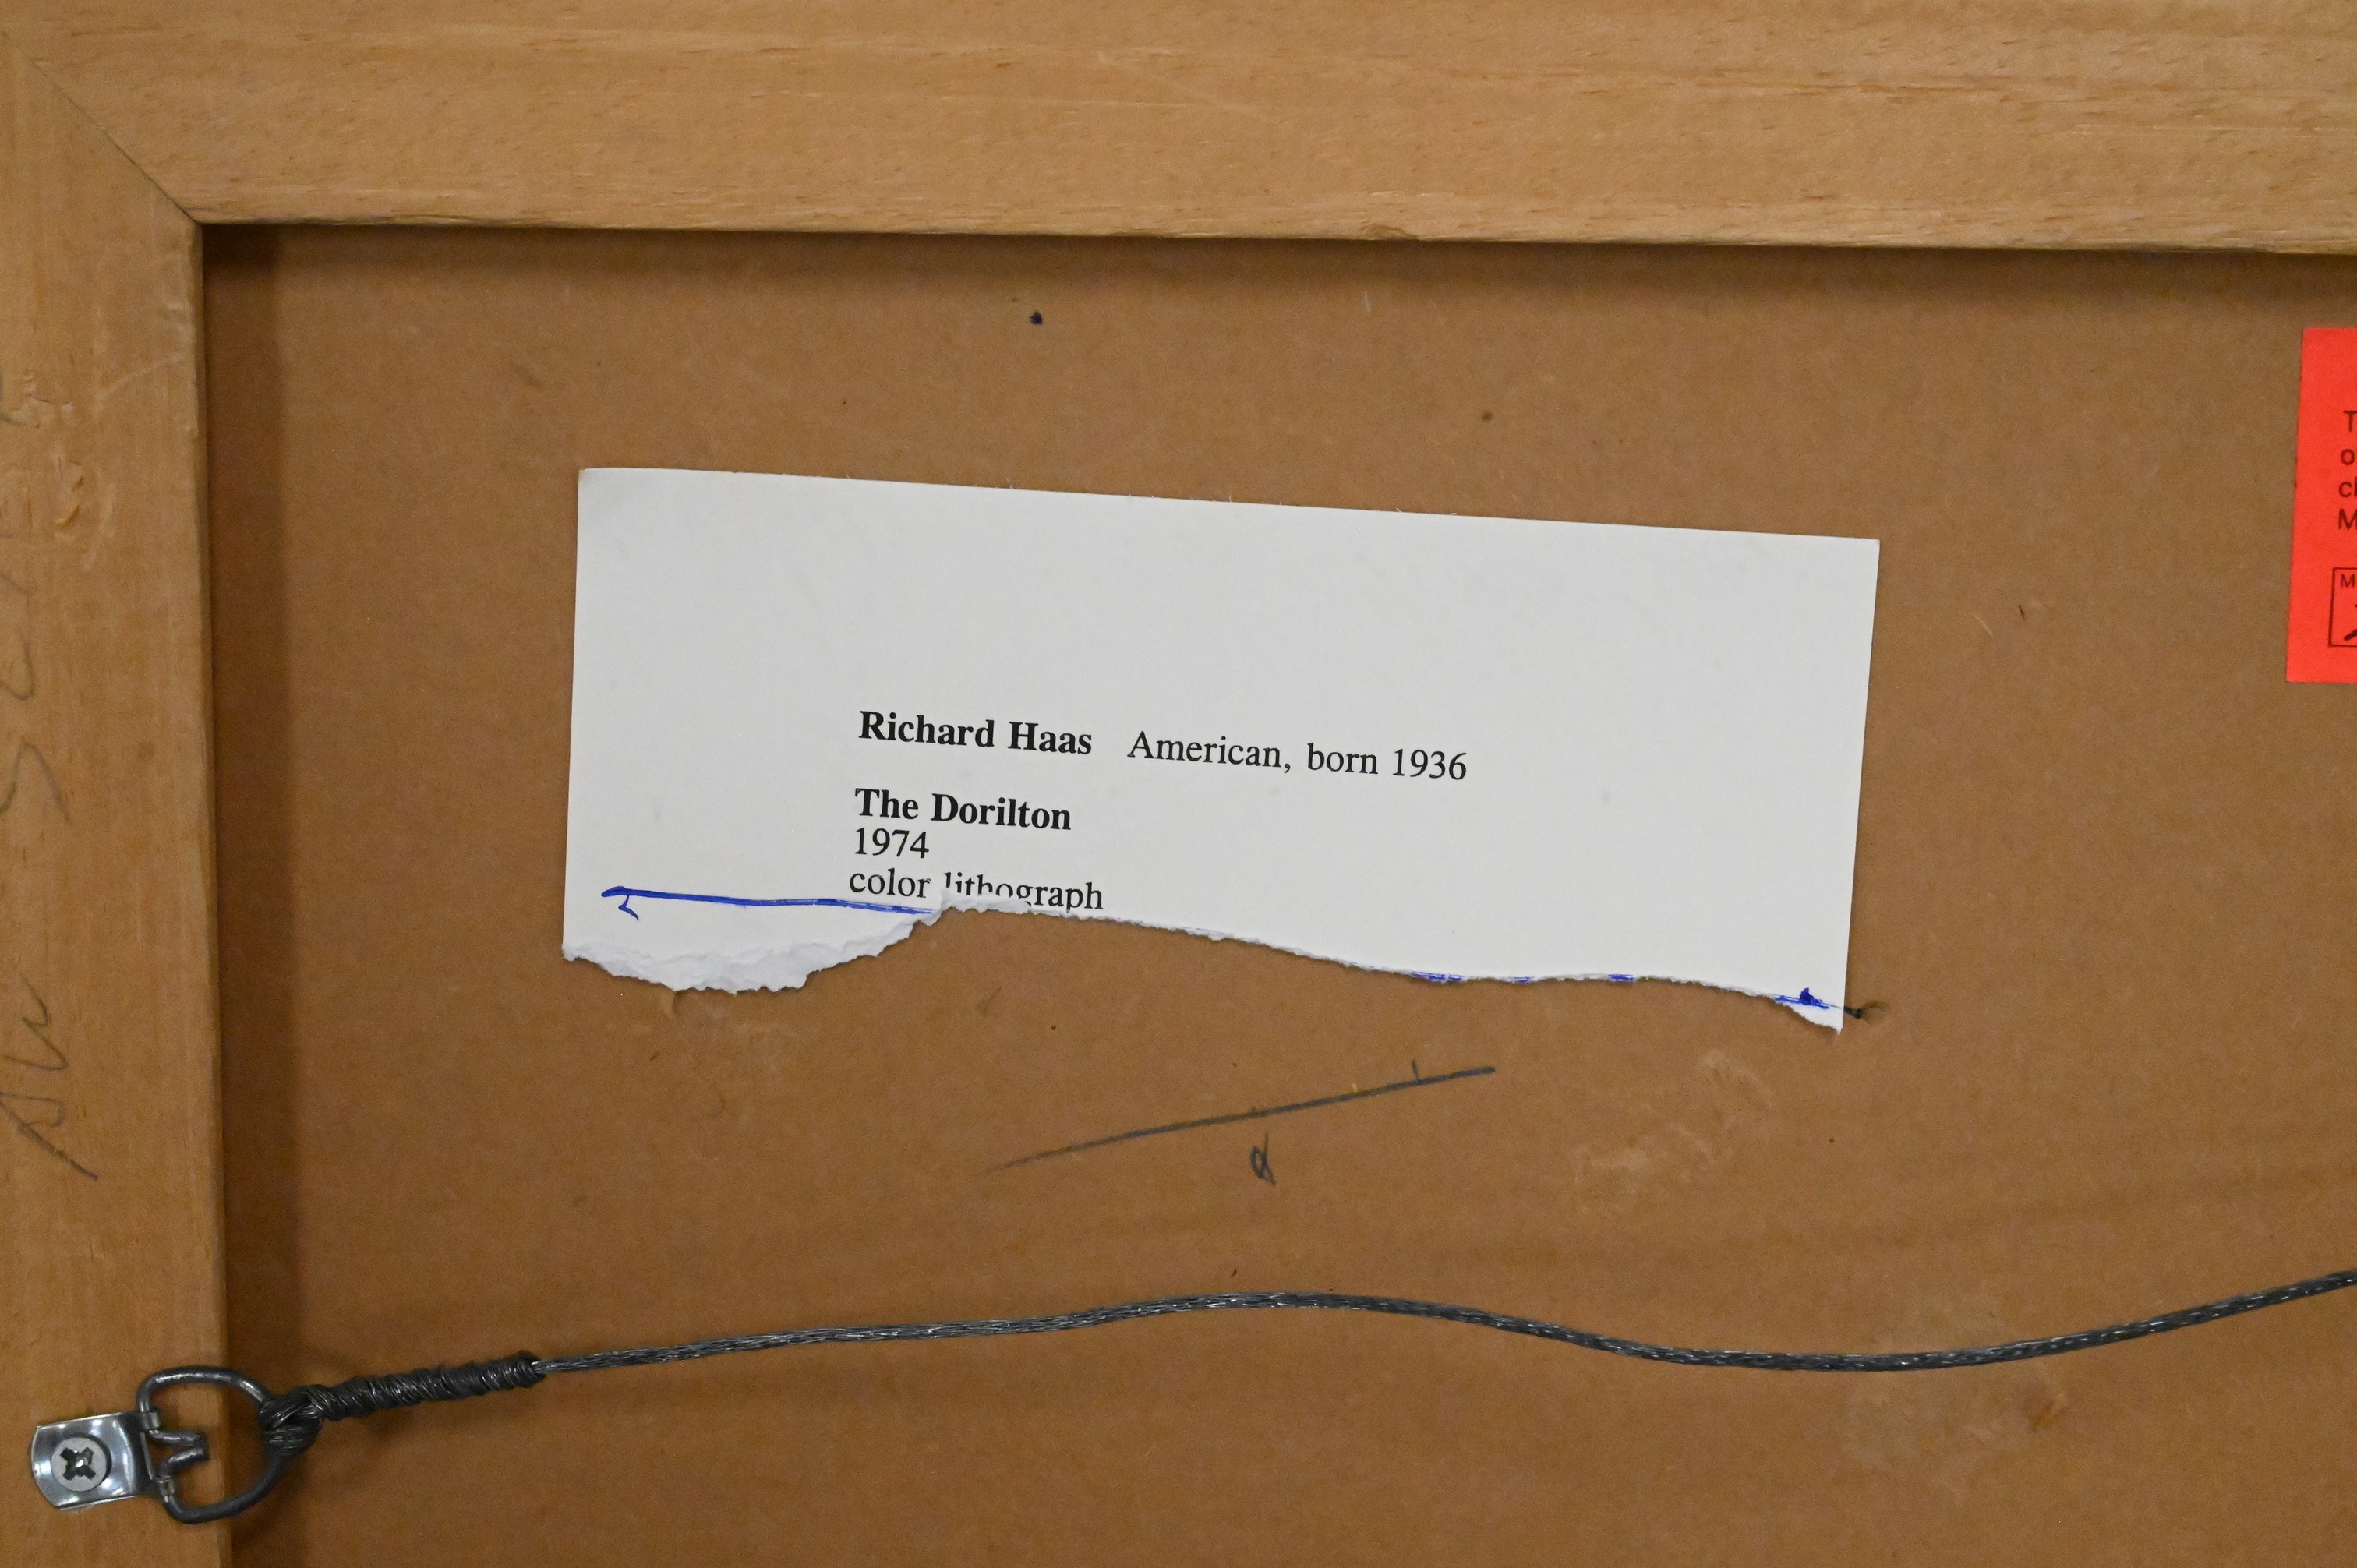 Richard Haas American, born 1936
The Dorilton
1974
color lithograph